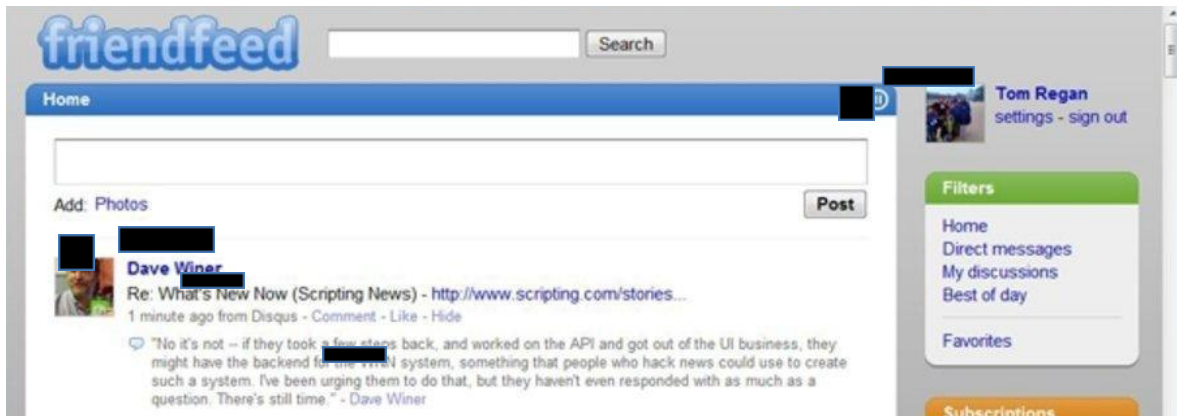 friendfeed
Search
Home
Tom Regan
settings - sign out
Add: Photos
Post
Filters
Home
Direct messages
My discussions
Best of day
Favorites
Subscriptions
Dave Winer
Re: What's New Now (Scripting News) - http://www.scripting.com/stories...
1 minute ago from Disqus - Comment - Like - Hide
"No it's not -- if they took a few steps back, and worked on the API and got out of the UI business, they
might have the backend for the system, something that people who hack news could use to create
such a system. I've been urging them to do that, but they haven't even responded with as much as a
question. There's still time." - Dave Winer